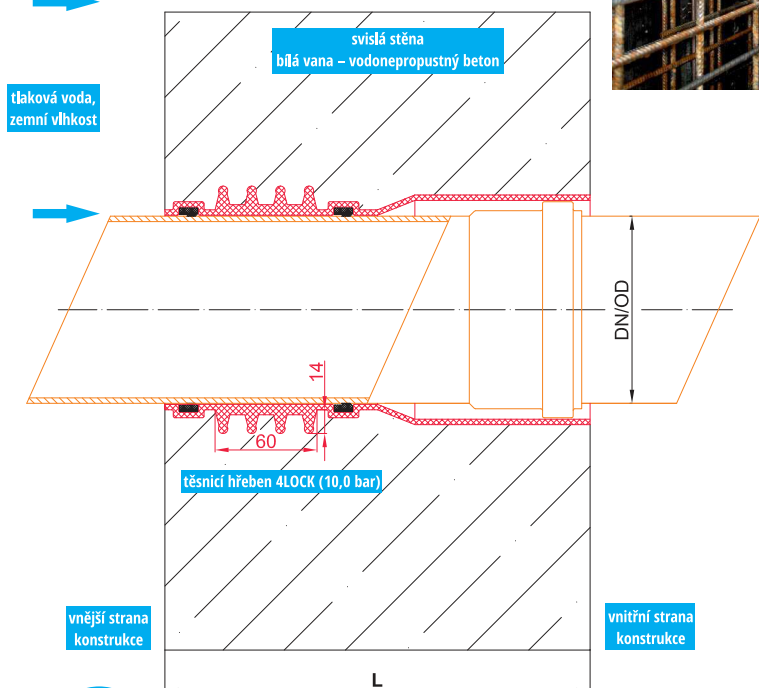 svislá stěna
bílá vana – vodonepropustný beton
tlaková voda,
zemní vlhkost
DN/OD
14
60
těsnicí hřeben 4LOCK (10,0 bar)
vnější strana
konstrukce
vnitřní strana
konstrukce
L